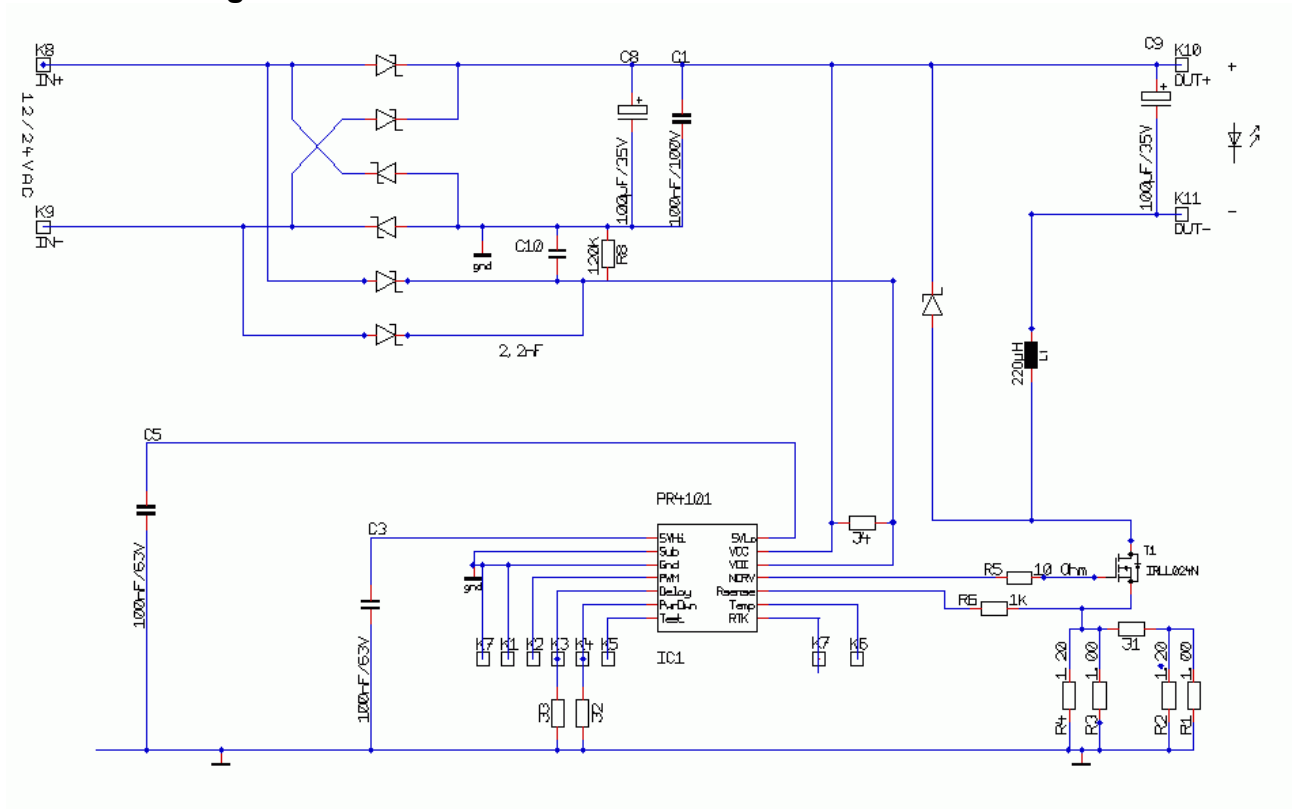 g
K8
IN+
12/24VAC
K9
IN-
C8
100µF/35V
C1
100nF/100V
C9
100µF/35V
K10
OUT+
+
K11
OUT-
-
C10
gnd
120K
R8
2,2nF
220µH
L1
C5
100nF/63V
C3
100nF/63V
PR4101
5VHi
Sub
Gnd
PWM
Delay
PwrDwn
Test
5VLo
VCC
VDI
NDRV
Rsense
Temp
RTK
IC1
gnd
J4
R5
10 Ohm
R6
1k
T1
IRLL024N
K7
K1
K2
K3
K4
K5
K7
K6
J3
J2
J1
1.20
1.00
1.20
1.00
R4
R3
R2
R1